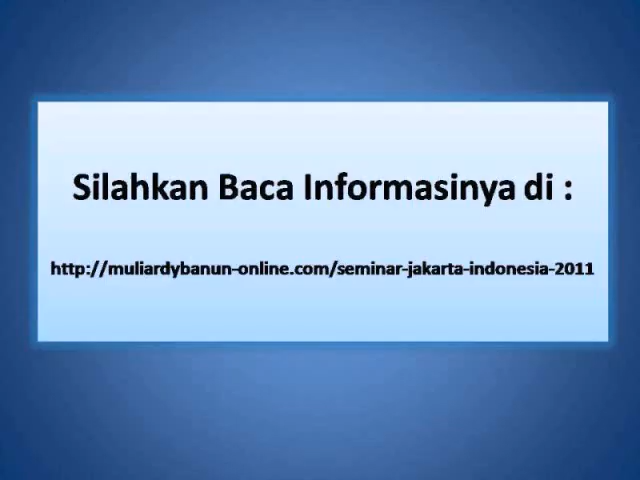 Silahkan Baca Informasinya di :
http://muliardybanun-online.com/seminar-jakarta-indonesia-2011